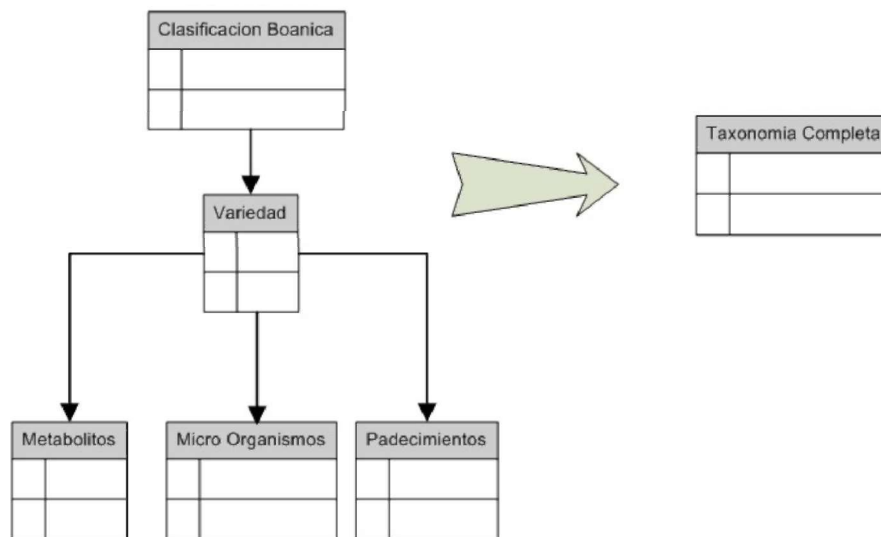 Clasificacion Boanica
Taxonomia Completa
Variedad
Metabolitos
Micro Organismos
Padecimientos